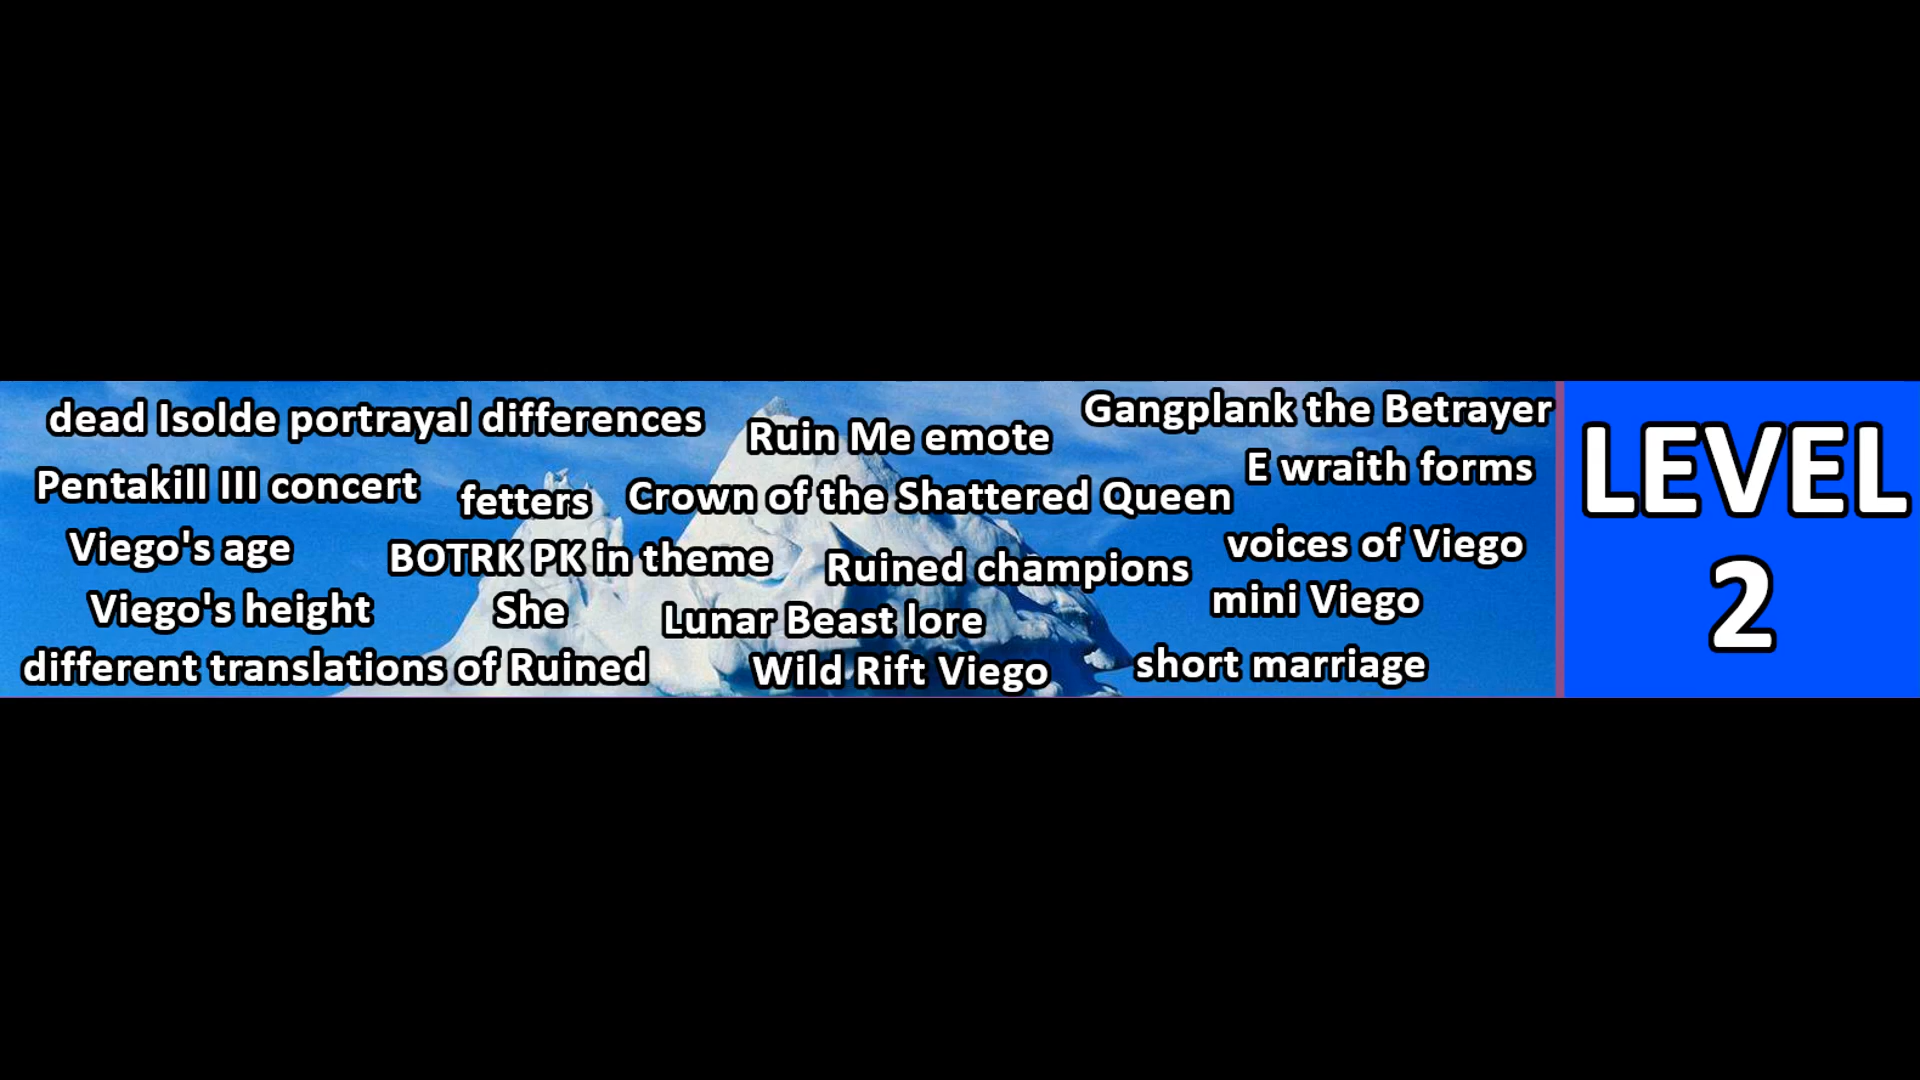 dead Isolde portrayal differences
Ruin Me emote
Gangplank the Betrayer
Pentakill III concert
fetters
Crown of the Shattered Queen
E wraith forms
Viego's age
BOTRK PK in theme
Ruined champions
voices of Viego
Viego's height
She
Lunar Beast lore
mini Viego
different translations of Ruined
Wild Rift Viego
short marriage
LEVEL
2